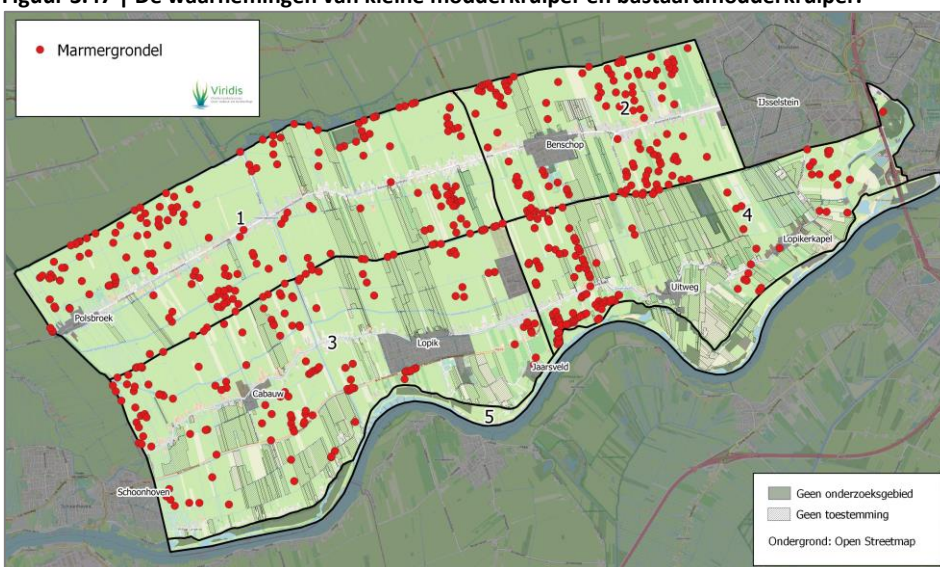 Figuur 3.47 | De waarnemingen van kleine modderkruiper en bastaardmodderkruiper.
Marmergrondel
Viridis
IJsselstein
2
Benschop
1
4
Lopikerkapel
Polsbroek
Uitweg
3
Lopik
Jaarsveld
Cabauw
5
Schoonhoven
Geen onderzoeksgebied
Geen toestemming
Ondergrond: Open Streetmap